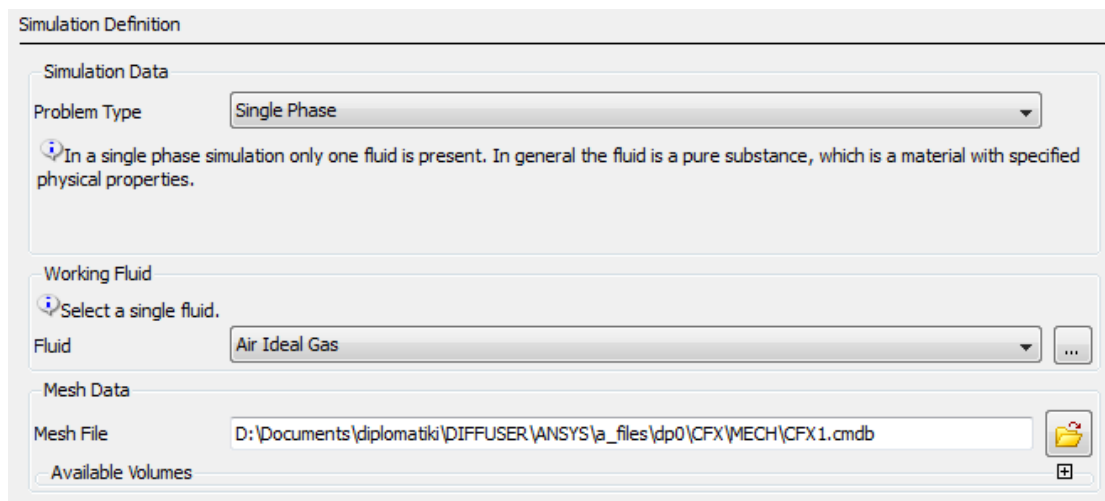 Simulation Definition
Simulation Data
Problem Type Single Phase
In a single phase simulation only one fluid is present. In general the fluid is a pure substance, which is a material with specified
physical properties.
Working Fluid
Select a single fluid.
Fluid Air Ideal Gas ...
Mesh Data
Mesh File D:\Documents\diplomatiki\DIFFUSER\ANSYS\a_files\dp0\CFX\MECH\CFX1.cmdb
Available Volumes